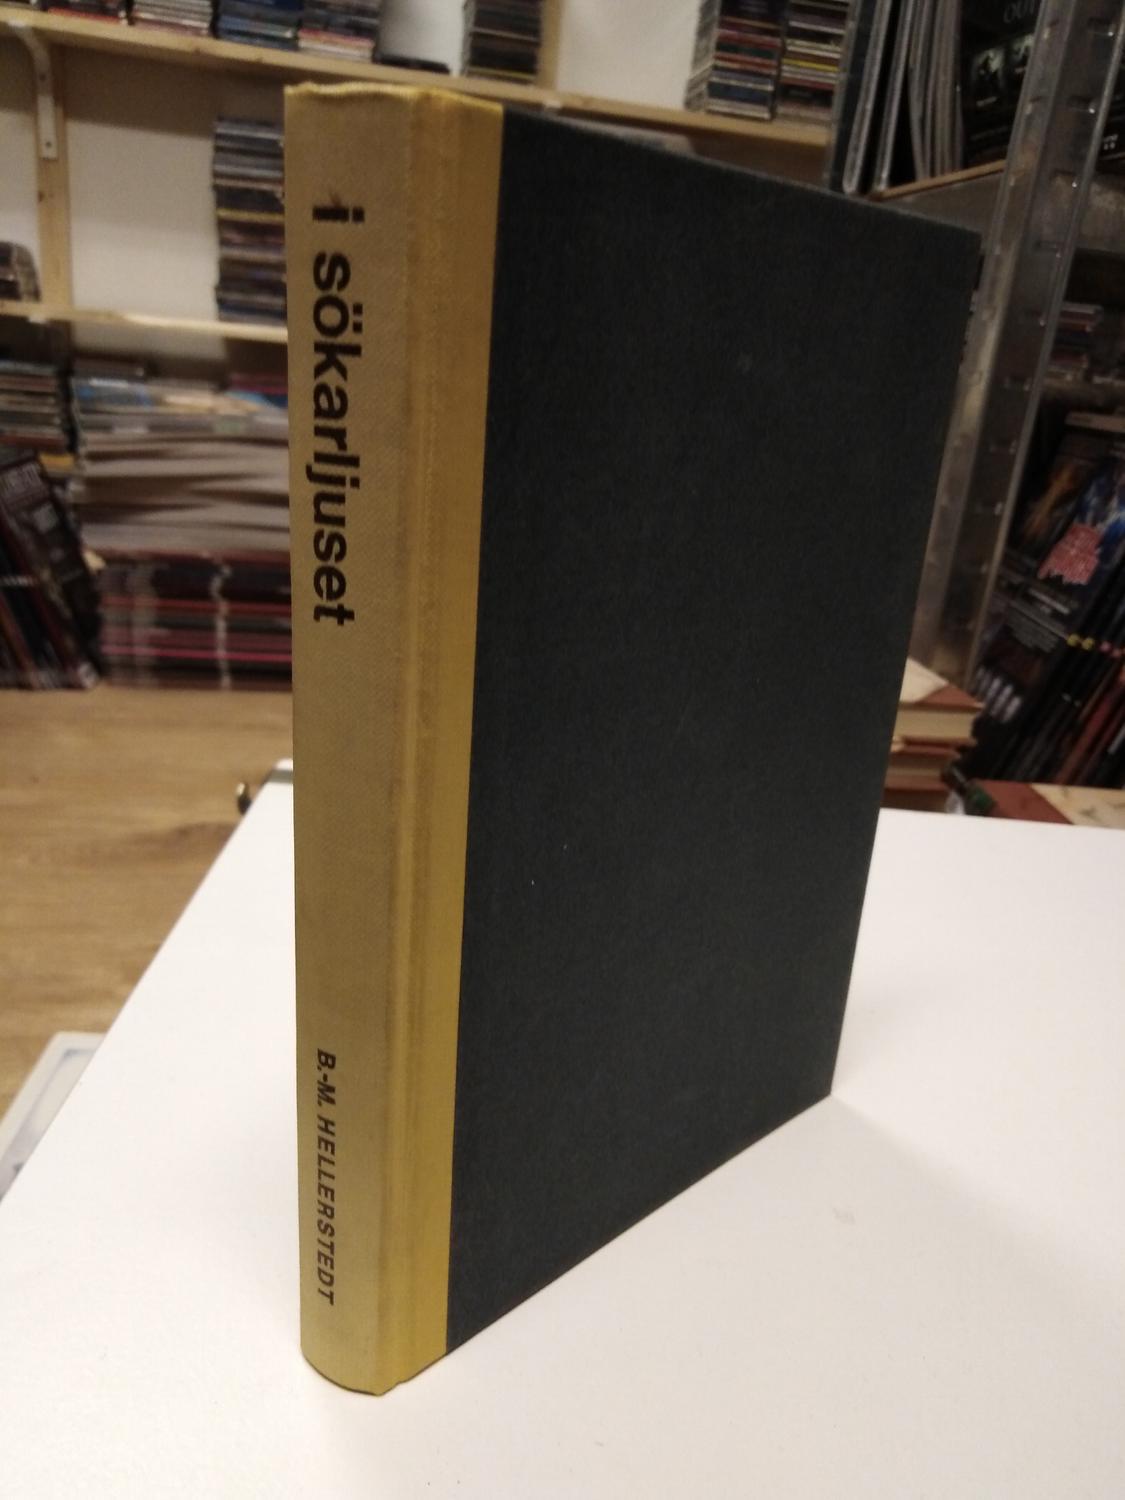 i sökarljuset
B.-M. HELLERSTEDT